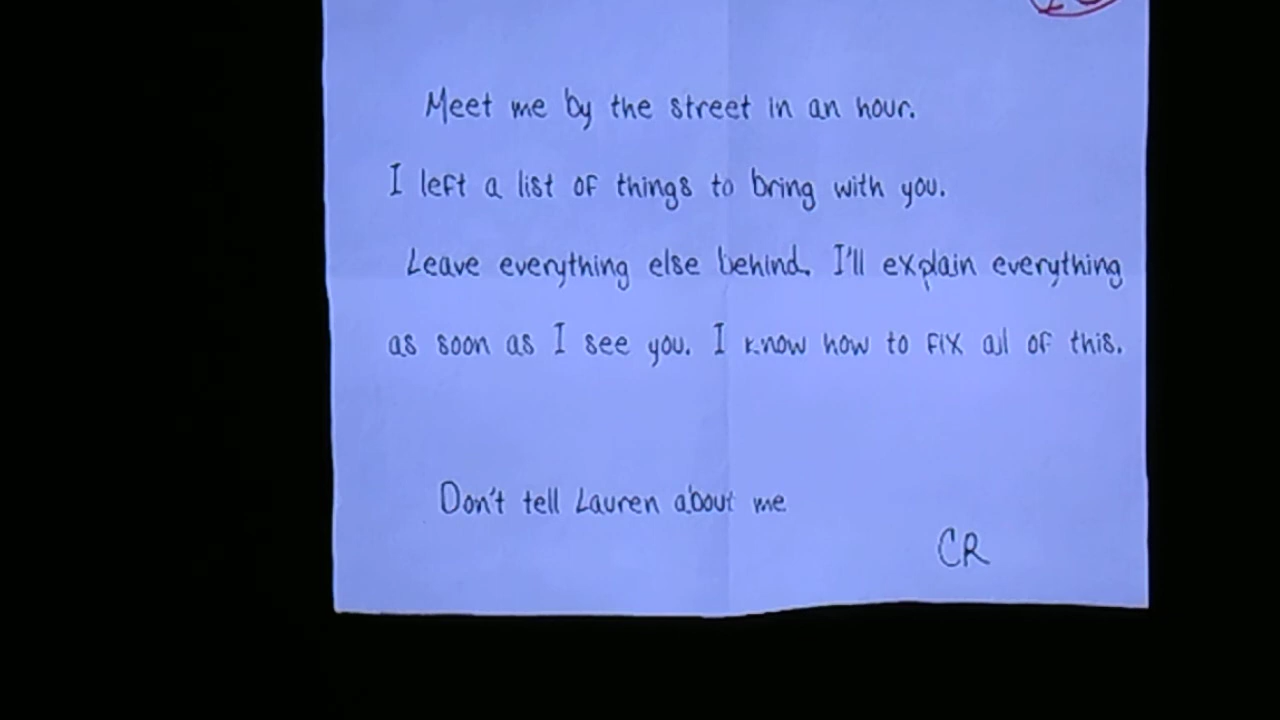 Meet me by the street in an hour.
I left a list of things to bring with you.
Leave everything else behind. I'll explain everything
as soon as I see you. I know how to fix all of this.
Don't tell Lauren about me
CR